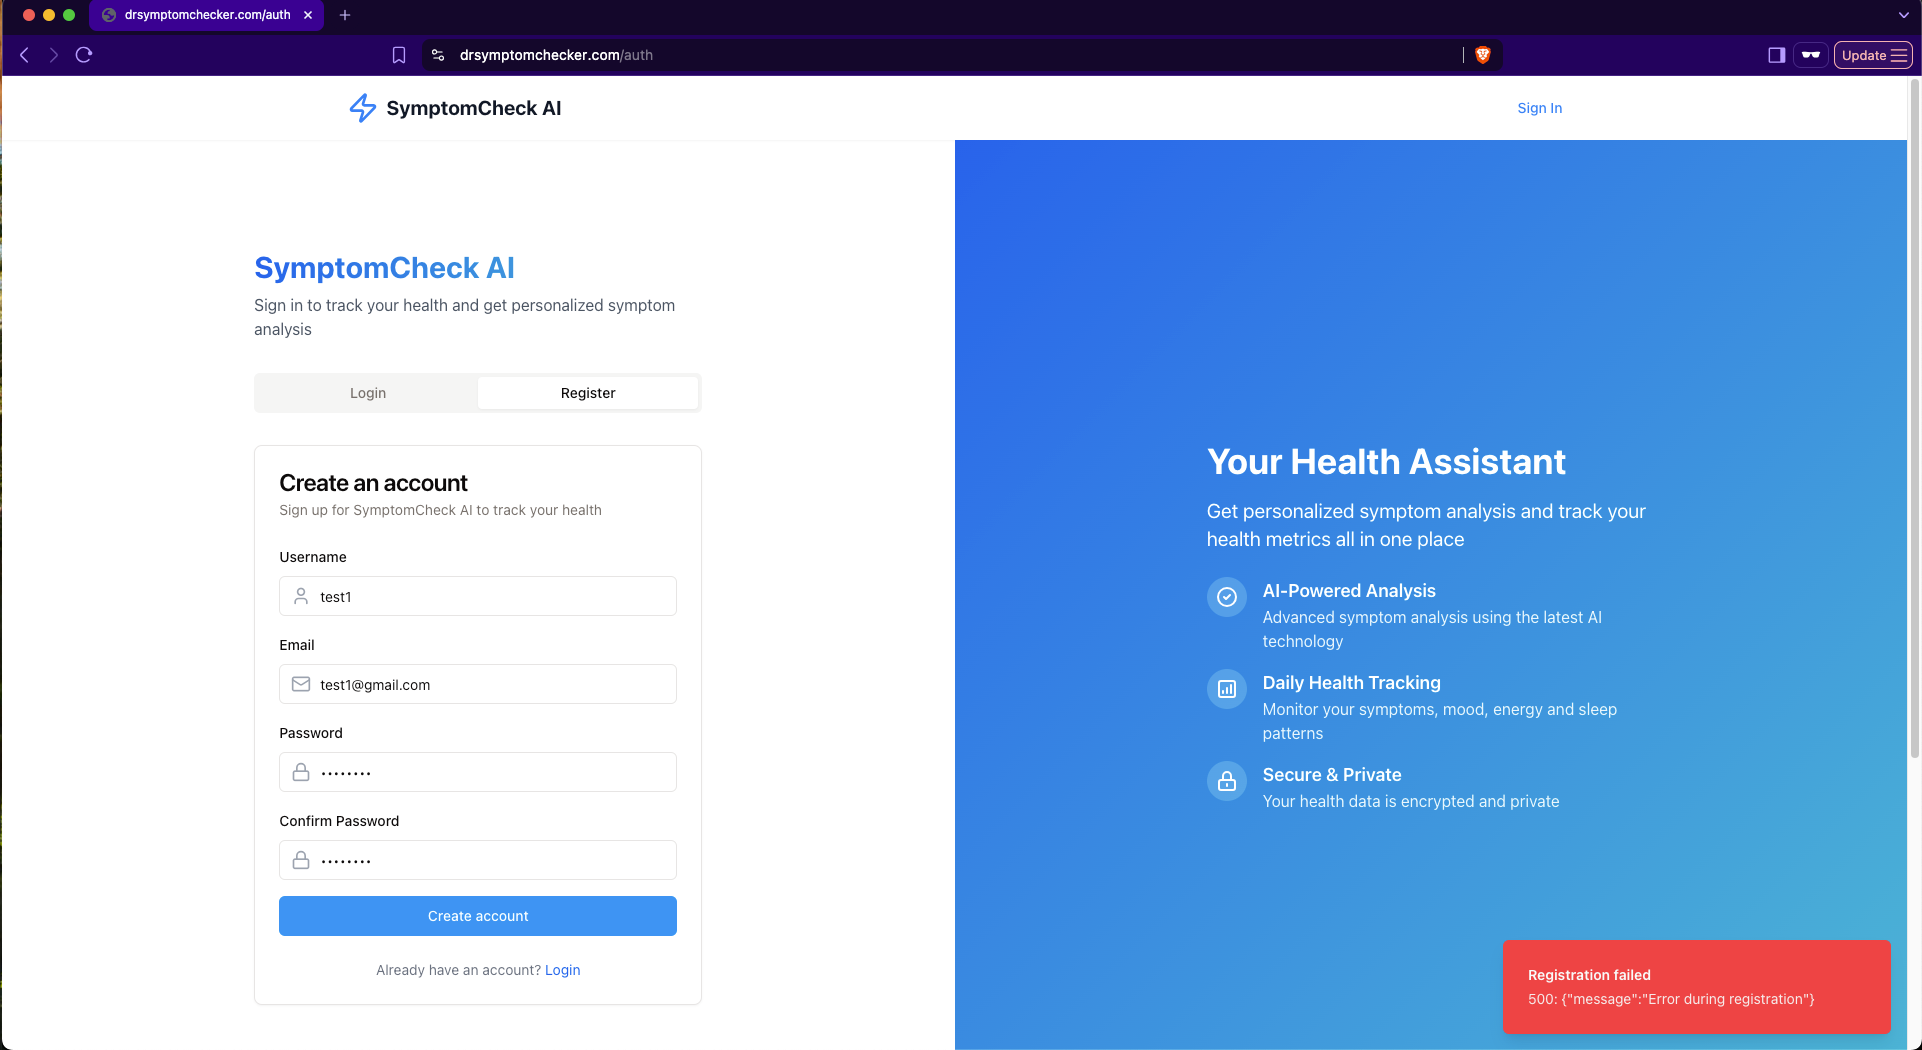 drsymptomchecker.com/auth
drsymptomchecker.com/auth
Update
SymptomCheck AI
Sign In
SymptomCheck AI
Sign in to track your health and get personalized symptom
analysis
Login
Register
Create an account
Sign up for SymptomCheck AI to track your health
Username
test1
Email
test1@gmail.com
Password
••••••••
Confirm Password
••••••••
Create account
Already have an account? Login
Your Health Assistant
Get personalized symptom analysis and track your
health metrics all in one place
AI-Powered Analysis
Advanced symptom analysis using the latest AI
technology
Daily Health Tracking
Monitor your symptoms, mood, energy and sleep
patterns
Secure & Private
Your health data is encrypted and private
Registration failed
500: {"message":"Error during registration"}